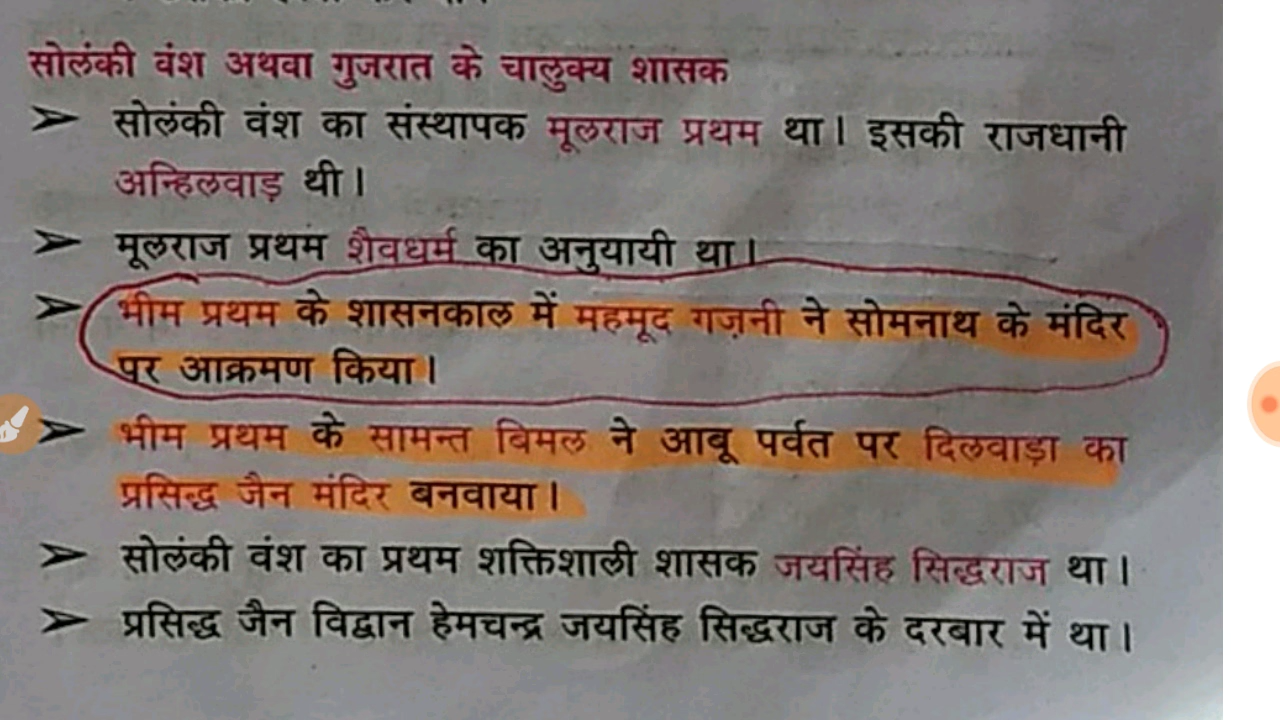 सोलंकी वंश अथवा गुजरात के चालुक्य शासक
➤ सोलंकी वंश का संस्थापक मूलराज प्रथम था। इसकी राजधानी
अन्हिलवाड़ थी।
➤ मूलराज प्रथम शैवधर्म का अनुयायी था।
➤ भीम प्रथम के शासनकाल में महमूद गज़नी ने सोमनाथ के मंदिर
पर आक्रमण किया।
➤ भीम प्रथम के सामन्त बिमल ने आबू पर्वत पर दिलवाड़ा का
प्रसिद्ध जैन मंदिर बनवाया।
➤ सोलंकी वंश का प्रथम शक्तिशाली शासक जयसिंह सिद्धराज था।
➤ प्रसिद्ध जैन विद्वान हेमचन्द्र जयसिंह सिद्धराज के दरबार में था।